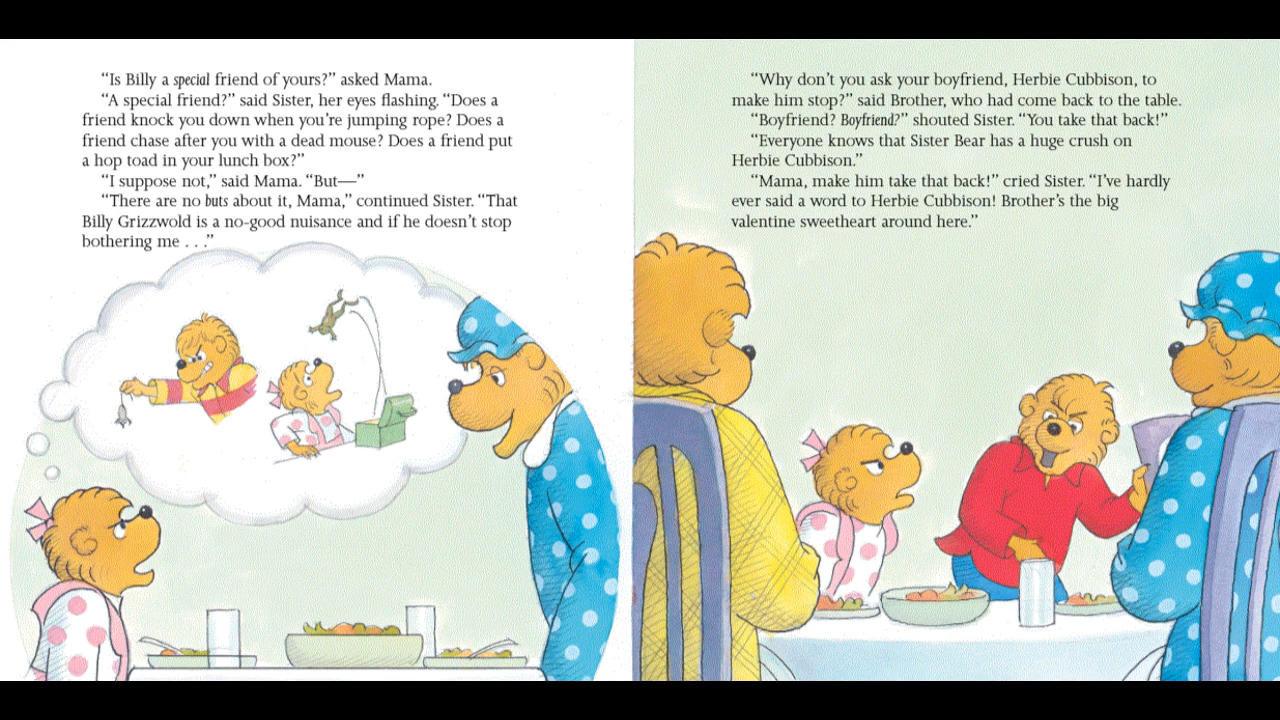 “Is Billy a special friend of yours?” asked Mama.
“A special friend?” said Sister, her eyes flashing. “Does a
friend knock you down when you’re jumping rope? Does a
friend chase after you with a dead mouse? Does a friend put
a hop toad in your lunch box?”
“I suppose not,” said Mama. “But—”
“There are no buts about it, Mama,” continued Sister. “That
Billy Grizzwold is a no-good nuisance and if he doesn’t stop
bothering me . . .”
“Why don’t you ask your boyfriend, Herbie Cubbison, to
make him stop?” said Brother, who had come back to the table.
“Boyfriend? Boyfriend?” shouted Sister. “You take that back!”
“Everyone knows that Sister Bear has a huge crush on
Herbie Cubbison.”
“Mama, make him take that back!” cried Sister. “I’ve hardly
ever said a word to Herbie Cubbison! Brother’s the big
valentine sweetheart around here.”